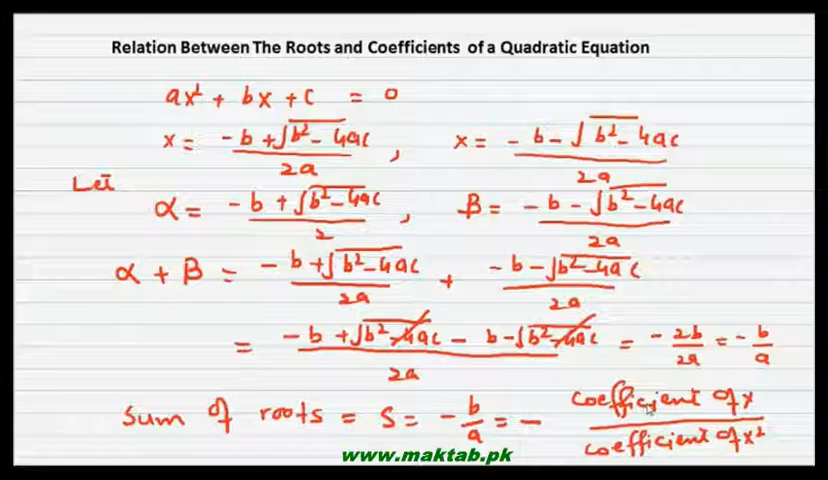 Relation Between The Roots and Coefficients of a Quadratic Equation
ax² + bx + c = 0
x = (-b + √(b² - 4ac))/2a , x = (-b - √(b² - 4ac))/2a
Let
α = (-b + √(b² - 4ac))/2 , β = (-b - √(b² - 4ac))/2a
α + β = (-b + √(b² - 4ac))/2a + (-b - √(b² - 4ac))/2a
= (-b + √(b² - 4ac) - b - √(b² - 4ac))/2a = -2b/2a = -b/a
Sum of roots = S = -b/a = - coefficient of x/coefficient of x²
www.maktab.pk